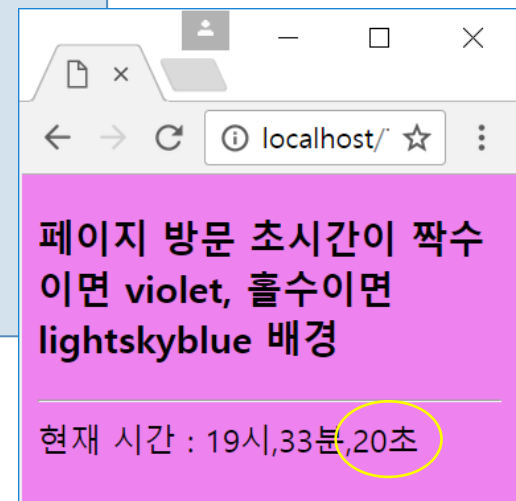 localhost/
페이지 방문 초시간이 짝수
이면 violet, 홀수이면
lightskyblue 배경
현재 시간 : 19시,33분,20초